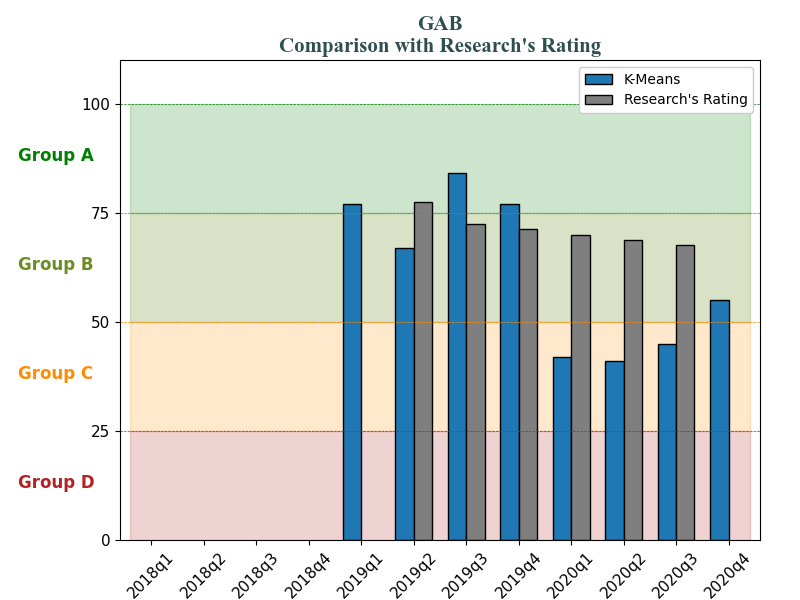 GAB
Comparison with Research's Rating
K-Means
Research's Rating
100
Group A
75
Group B
50
Group C
25
Group D
0
2018q1
2018q2
2018q3
2018q4
2019q1
2019q2
2019q3
2019q4
2020q1
2020q2
2020q3
2020q4